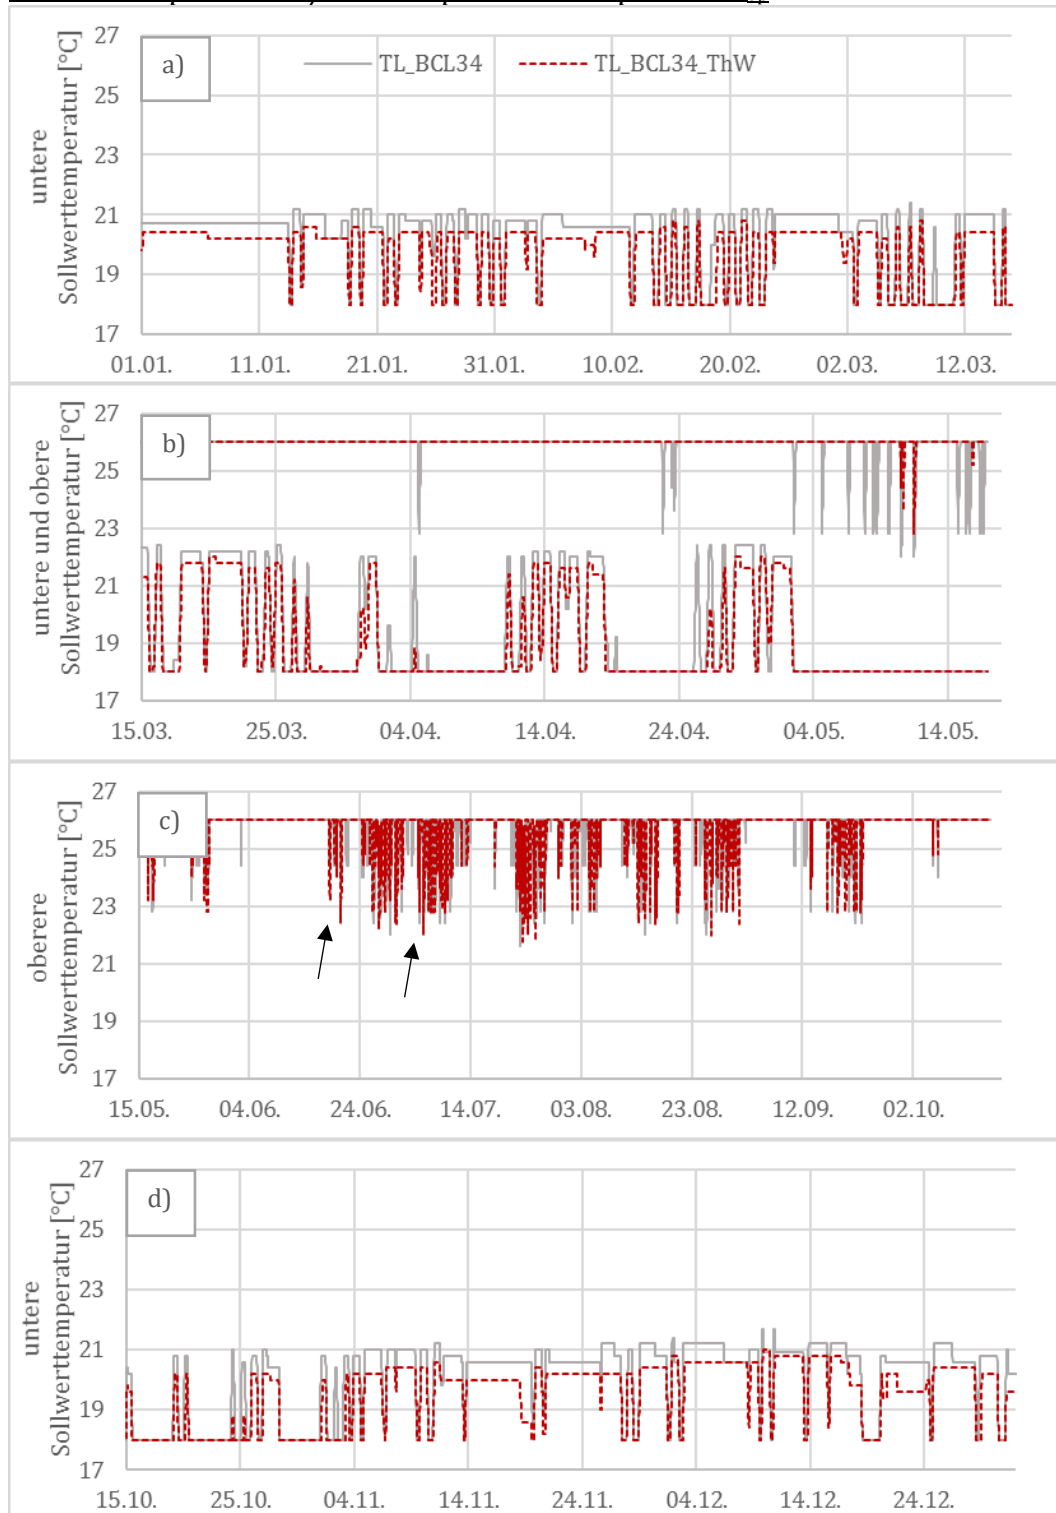 27
25
23
21
19
17
untere
Sollwerttemperatur [°C]
a)
TL_BCL34
TL_BCL34_ThW
01.01. 11.01. 21.01. 31.01. 10.02. 20.02. 02.03. 12.03.
27
25
23
21
19
17
untere und obere
Sollwerttemperatur [°C]
b)
15.03. 25.03. 04.04. 14.04. 24.04. 04.05. 14.05.
27
25
23
21
19
17
obere
Sollwerttemperatur [°C]
c)
15.05. 04.06. 24.06. 14.07. 03.08. 23.08. 12.09. 02.10.
27
25
23
21
19
17
untere
Sollwerttemperatur [°C]
d)
15.10. 25.10. 04.11. 14.11. 24.11. 04.12. 14.12. 24.12.